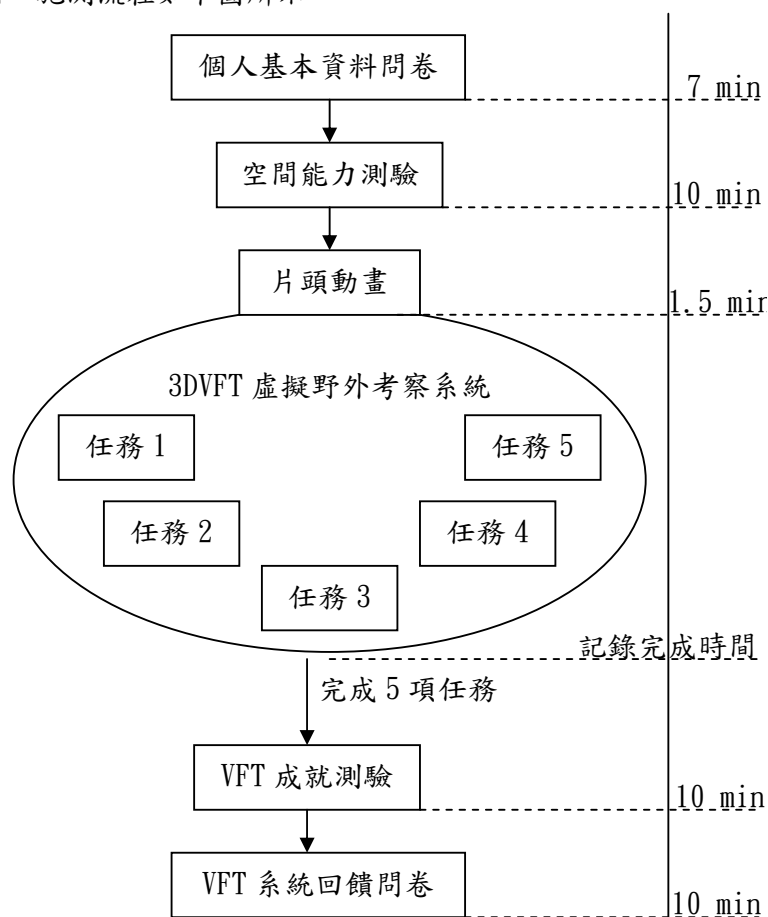 個人基本資料問卷
7 min
空間能力測驗
10 min
片頭動畫
1.5 min
3DVFT 虛擬野外考察系統
任務 1
任務 5
任務 2
任務 4
任務 3
記錄完成時間
完成 5 項任務
VFT 成就測驗
10 min
VFT 系統回饋問卷
10 min